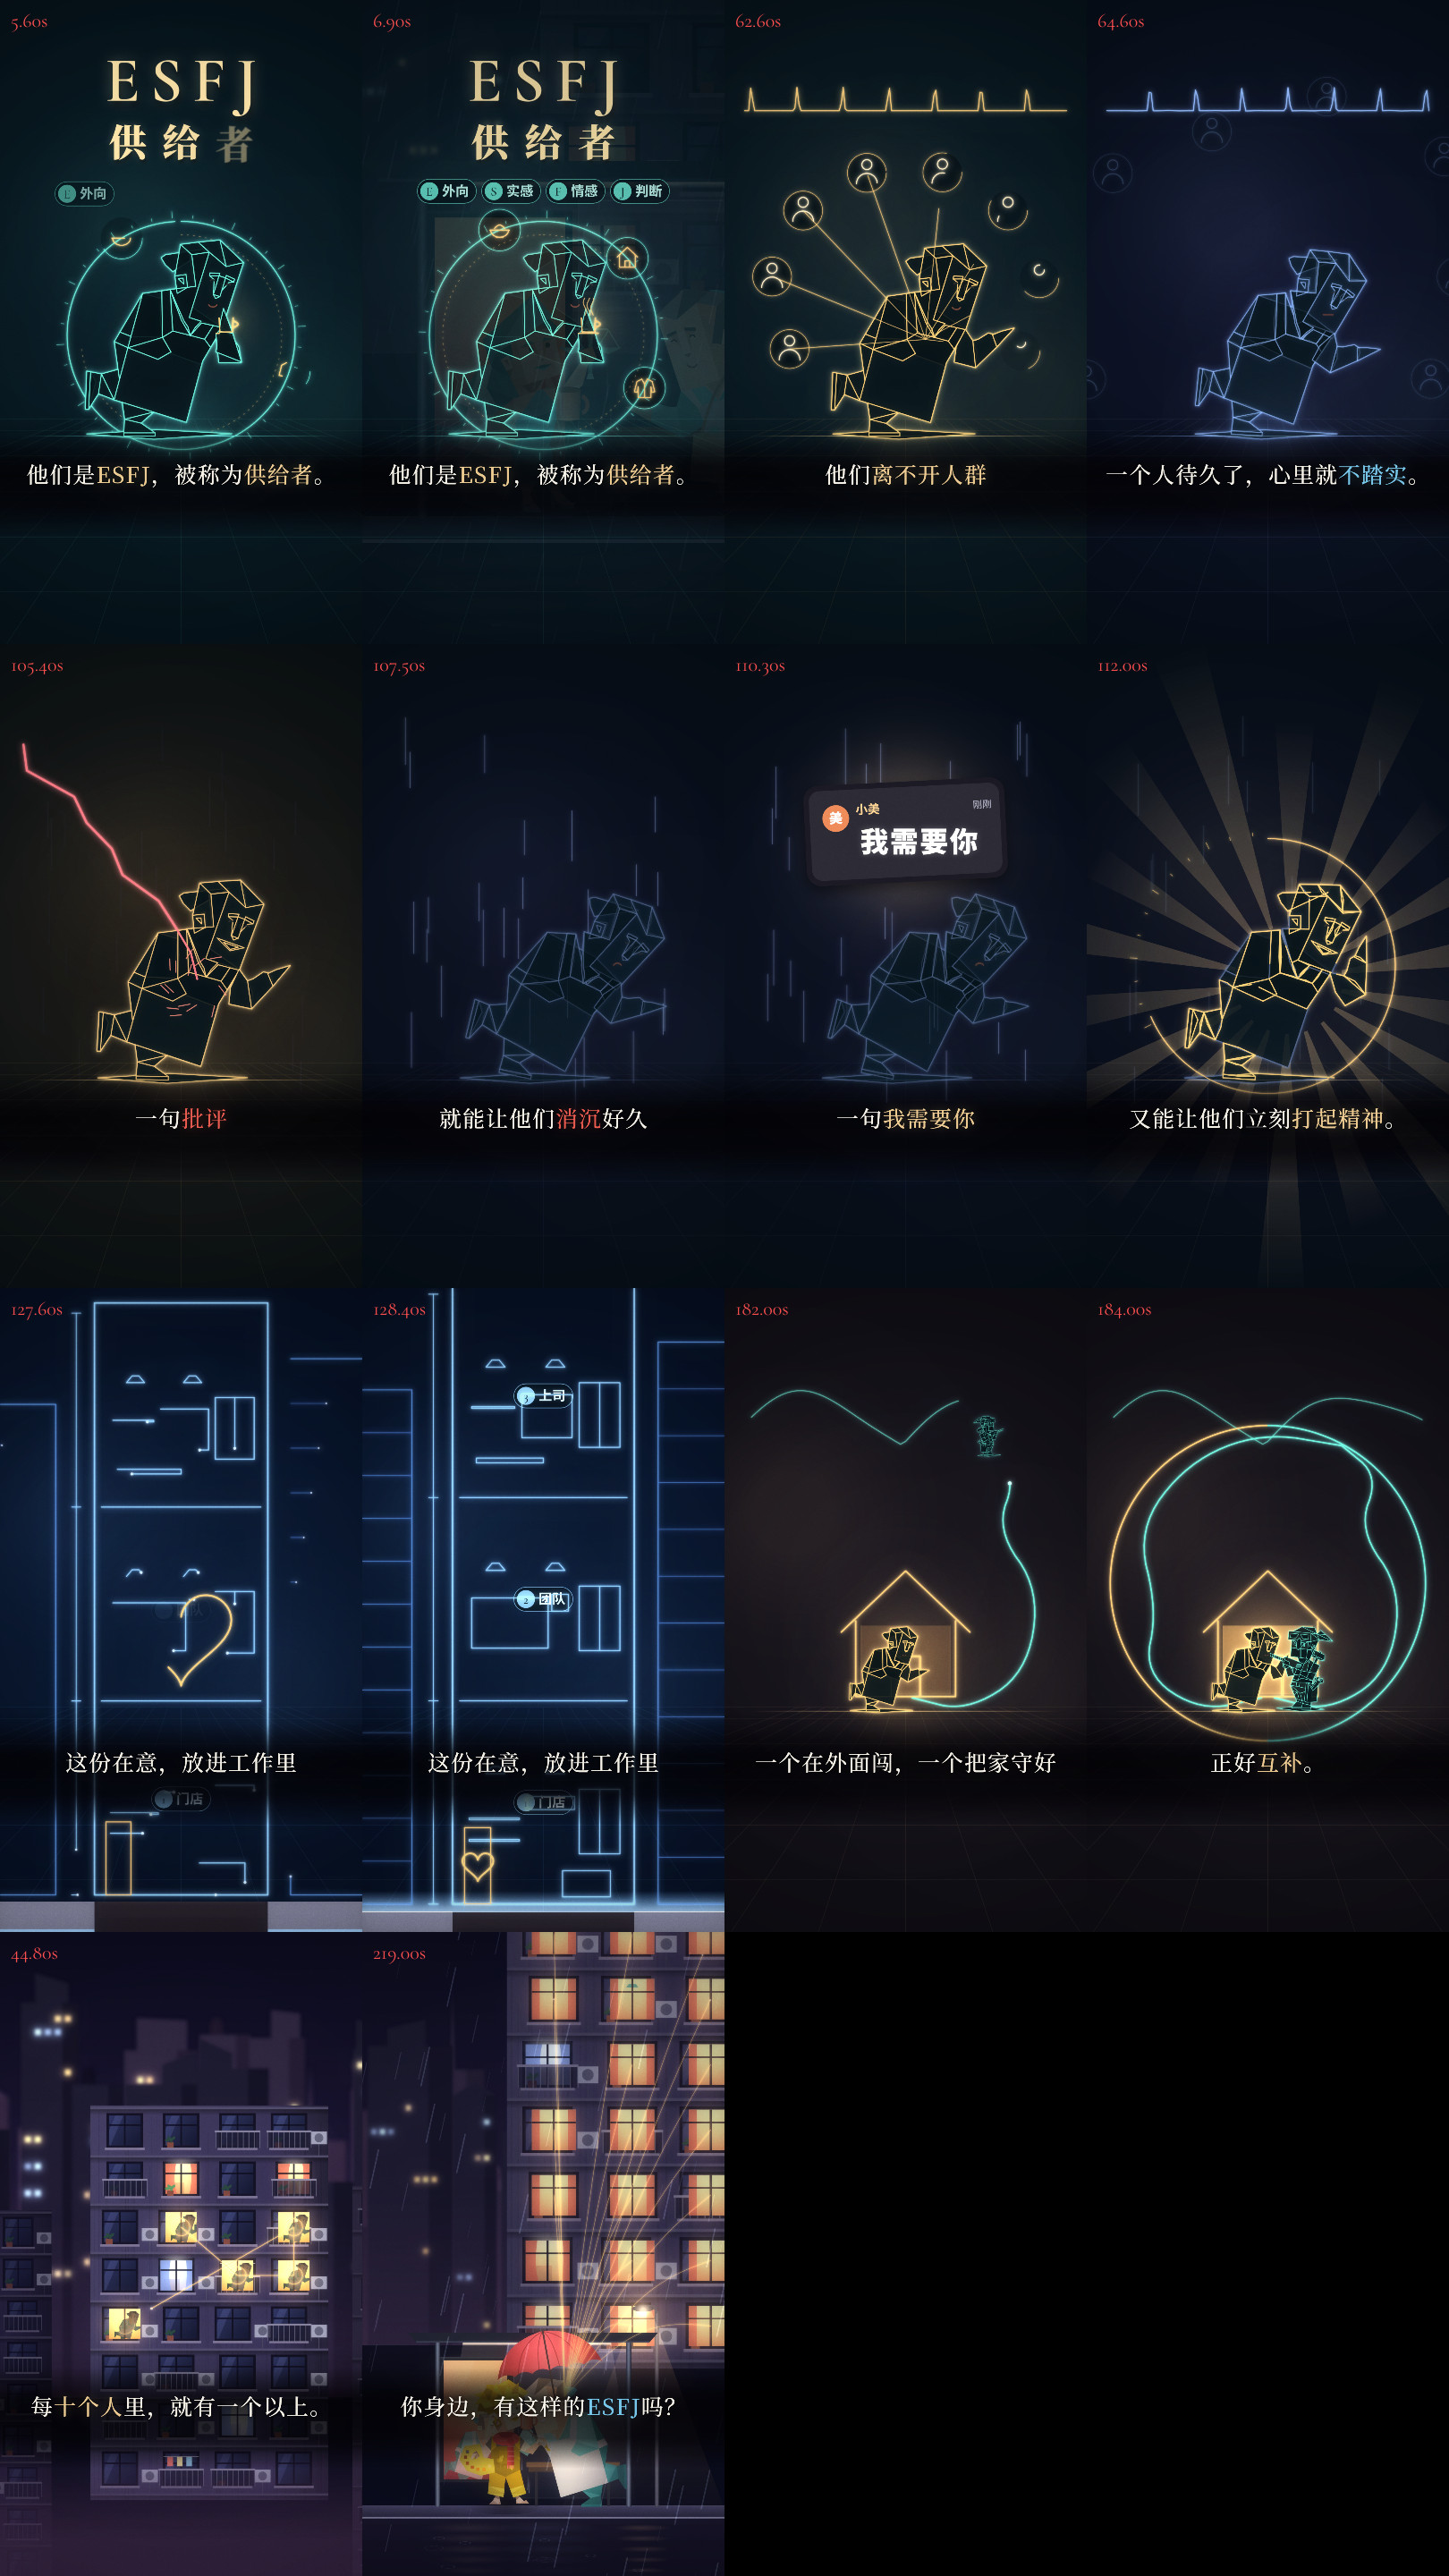 5.60s
ESFJ
供给者
E 外向
他们是ESFJ，被称为供给者。
6.90s
ESFJ
供给者
E 外向
S 实感
F 情感
J 判断
他们是ESFJ，被称为供给者。
62.60s
他们离不开人群
64.60s
一个人待久了，心里就不踏实。
105.40s
一句批评
107.50s
就能让他们消沉好久
110.30s
美
小美
刚刚
我需要你
一句我需要你
112.00s
又能让他们立刻打起精神。
127.60s
这份在意，放进工作里
1 门店
128.40s
3 上司
2 团队
这份在意，放进工作里
1 门店
182.00s
一个在外面闯，一个把家守好
184.00s
正好互补。
44.80s
每十个人里，就有一个以上。
219.00s
你身边，有这样的ESFJ吗？